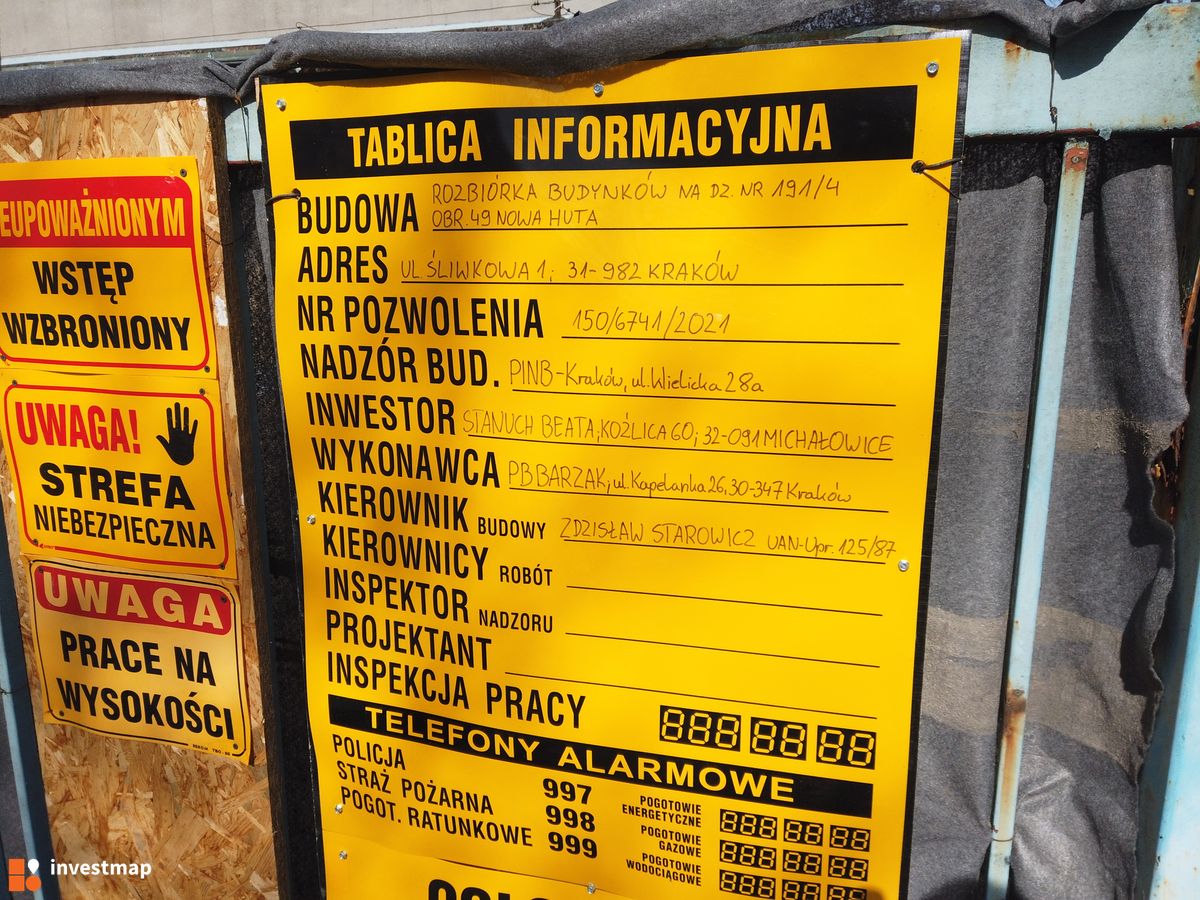 EUPOWAŻNIONYM
WSTĘP
WZBRONIONY
UWAGA!
STREFA
NIEBEZPIECZNA
UWAGA
PRACE NA
WYSOKOŚCI
TABLICA INFORMACYJNA
BUDOWA ROZBIÓRKA BUDYNKÓW NA DZ. NR 191/4
OBR. 49 NOWA HUTA
ADRES UL. ŚLIWKOWA 1; 31-982 KRAKÓW
NR POZWOLENIA 150/6741/2021
NADZÓR BUD. PINB-Kraków, ul. Wielicka 28a
INWESTOR STANUCH BEATA; KOŹLICA 60; 32-091 MICHAŁOWICE
WYKONAWCA PB BARZAK; ul. Kapelanka 26, 30-347 Kraków
KIEROWNIK BUDOWY ZDZISŁAW STAROWICZ UAN-Upr. 125/87
KIEROWNICY ROBÓT
INSPEKTOR NADZORU
PROJEKTANT
INSPEKCJA PRACY 888 88 88
TELEFONY ALARMOWE
POLICJA 997
STRAŻ POŻARNA 998
POGOT. RATUNKOWE 999
POGOTOWIE ENERGETYCZNE 888 88 88
POGOTOWIE GAZOWE 888 88 88
POGOTOWIE WODOCIĄGOWE 888 88 88
investmap